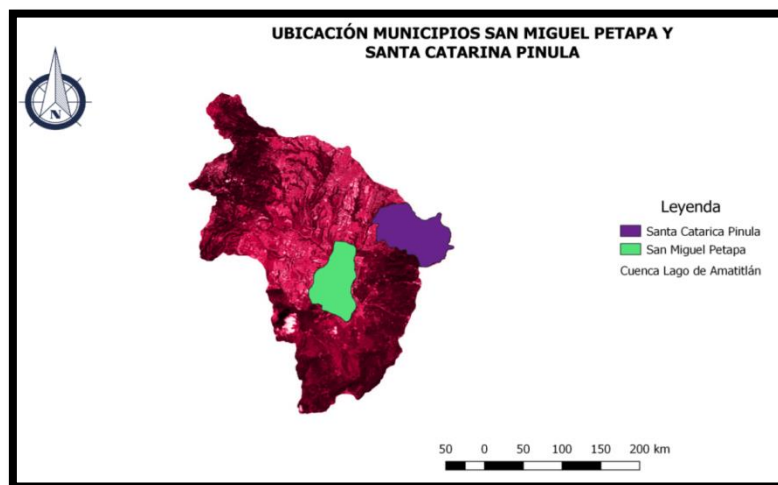 UBICACIÓN MUNICIPIOS SAN MIGUEL PETAPA Y
SANTA CATARINA PINULA
N
Leyenda
Santa Catarica Pinula
San Miguel Petapa
Cuenca Lago de Amatitlán
50 0 50 100 150 200 km